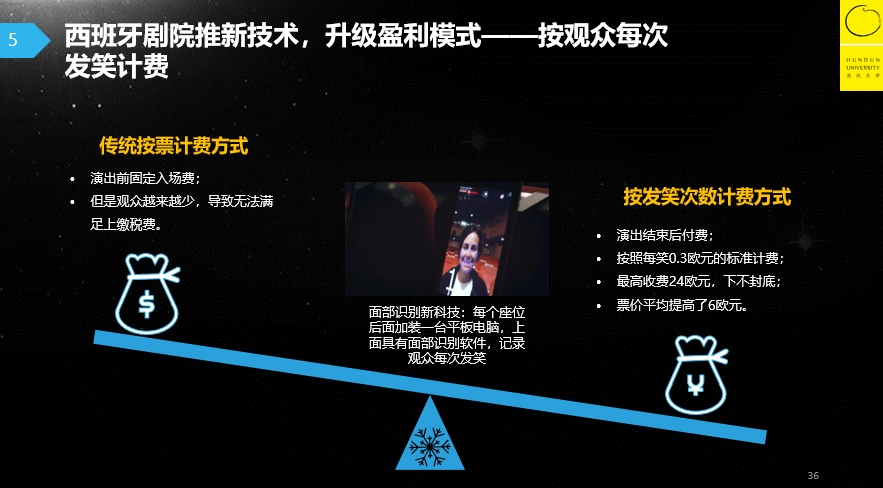 5
西班牙剧院推新技术，升级盈利模式——按观众每次
发笑计费
HUNDUN
UNIVERSITY
混沌大学
传统按票计费方式
• 演出前固定入场费；
• 但是观众越来越少，导致无法满
足上缴税费。
$
面部识别新科技：每个座位
后面加装一台平板电脑，上
面具有面部识别软件，记录
观众每次发笑
按发笑次数计费方式
• 演出结束后付费；
• 按照每笑0.3欧元的标准计费；
• 最高收费24欧元，下不封底；
• 票价平均提高了6欧元。
¥
36